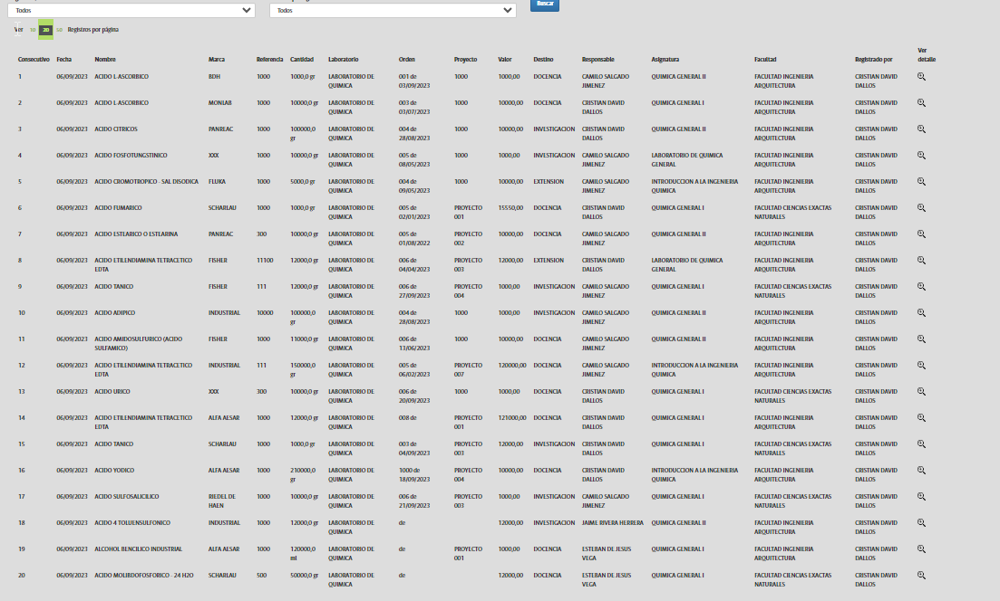 Todos Todos Buscar
Ver 10 20 50 Registros por página
Consecutivo Fecha Nombre Marca Referencia Cantidad Laboratorio Orden Proyecto Valor Destino Responsable Asignatura Facultad Registrado por Ver detalle
1 06/09/2023 ACIDO L ASCORBICO BDH 1000 1000,0 gr LABORATORIO DE QUIMICA 001 de 03/09/2023 1000 1000,00 DOCENCIA CAMILO SALGADO JIMENEZ QUIMICA GENERAL II FACULTAD INGENIERIA ARQUITECTURA CRISTIAN DAVID DALLOS
2 06/09/2023 ACIDO L ASCORBICO MONLAB 1000 10000,0 gr LABORATORIO DE QUIMICA 003 de 03/07/2023 1000 10000,00 DOCENCIA CRISTIAN DAVID DALLOS QUIMICA GENERAL I FACULTAD INGENIERIA ARQUITECTURA CRISTIAN DAVID DALLOS
3 06/09/2023 ACIDO CITRICOS PANREAC 1000 100000,0 gr LABORATORIO DE QUIMICA 004 de 28/08/2023 1000 10000,00 INVESTIGACION CRISTIAN DAVID DALLOS QUIMICA GENERAL II FACULTAD INGENIERIA ARQUITECTURA CRISTIAN DAVID DALLOS
4 06/09/2023 ACIDO FOSFOTUNGSTINICO XXX 1000 10000,0 gr LABORATORIO DE QUIMICA 005 de 08/05/2023 1000 1000,00 INVESTIGACION CAMILO SALGADO JIMENEZ LABORATORIO DE QUIMICA GENERAL FACULTAD INGENIERIA ARQUITECTURA CRISTIAN DAVID DALLOS
5 06/09/2023 ACIDO CROMOTROPICO - SAL DISODICA FLUKA 1000 5000,0 gr LABORATORIO DE QUIMICA 004 de 09/05/2023 1000 10000,00 EXTENSION CAMILO SALGADO JIMENEZ INTRODUCCION A LA INGENIERIA QUIMICA FACULTAD INGENIERIA ARQUITECTURA CRISTIAN DAVID DALLOS
6 06/09/2023 ACIDO FUMARICO SCHARLAU 1000 1000,0 gr LABORATORIO DE QUIMICA 005 de 02/01/2023 PROYECTO 001 15550,00 DOCENCIA CRISTIAN DAVID DALLOS QUIMICA GENERAL I FACULTAD CIENCIAS EXACTAS NATURALES CRISTIAN DAVID DALLOS
7 06/09/2023 ACIDO ESTEARICO O ESTEARINA PANREAC 300 10000,0 gr LABORATORIO DE QUIMICA 005 de 01/08/2022 PROYECTO 002 10000,00 DOCENCIA CAMILO SALGADO JIMENEZ QUIMICA GENERAL II FACULTAD INGENIERIA ARQUITECTURA CRISTIAN DAVID DALLOS
8 06/09/2023 ACIDO ETILENDIAMINA TETRACETICO EDTA FISHER 11100 12000,0 gr LABORATORIO DE QUIMICA 006 de 04/04/2023 PROYECTO 003 12000,00 EXTENSION CRISTIAN DAVID DALLOS LABORATORIO DE QUIMICA GENERAL FACULTAD INGENIERIA ARQUITECTURA CRISTIAN DAVID DALLOS
9 06/09/2023 ACIDO TANICO FISHER 111 12000,0 gr LABORATORIO DE QUIMICA 006 de 27/09/2023 PROYECTO 004 1000,00 INVESTIGACION CAMILO SALGADO JIMENEZ QUIMICA GENERAL I FACULTAD CIENCIAS EXACTAS NATURALES CRISTIAN DAVID DALLOS
10 06/09/2023 ACIDO ADIPICO INDUSTRIAL 10000 100000,0 gr LABORATORIO DE QUIMICA 004 de 28/08/2023 1000 1000,00 INVESTIGACION CAMILO SALGADO JIMENEZ QUIMICA GENERAL II FACULTAD INGENIERIA ARQUITECTURA CRISTIAN DAVID DALLOS
11 06/09/2023 ACIDO AMIDOSULFURICO (ACIDO SULFAMICO) FISHER 1000 11000,0 gr LABORATORIO DE QUIMICA 006 de 13/06/2023 1000 10000,00 DOCENCIA CAMILO SALGADO JIMENEZ QUIMICA GENERAL II FACULTAD INGENIERIA ARQUITECTURA CRISTIAN DAVID DALLOS
12 06/09/2023 ACIDO ETILENDIAMINA TETRACETICO EDTA INDUSTRIAL 111 150000,0 gr LABORATORIO DE QUIMICA 005 de 06/02/2023 PROYECTO 007 120000,00 DOCENCIA CAMILO SALGADO JIMENEZ INTRODUCCION A LA INGENIERIA QUIMICA FACULTAD INGENIERIA ARQUITECTURA CRISTIAN DAVID DALLOS
13 06/09/2023 ACIDO URICO XXX 300 10000,0 gr LABORATORIO DE QUIMICA 006 de 20/09/2023 1000 1000,00 DOCENCIA CRISTIAN DAVID DALLOS QUIMICA GENERAL I FACULTAD CIENCIAS EXACTAS NATURALES CRISTIAN DAVID DALLOS
14 06/09/2023 ACIDO ETILENDIAMINA TETRACETICO EDTA ALFA AESAR 1000 12000,0 gr LABORATORIO DE QUIMICA 008 de PROYECTO 001 121000,00 DOCENCIA CRISTIAN DAVID DALLOS QUIMICA GENERAL I FACULTAD INGENIERIA ARQUITECTURA CRISTIAN DAVID DALLOS
15 06/09/2023 ACIDO TANICO SCHARLAU 1000 1000,0 gr LABORATORIO DE QUIMICA 003 de 04/09/2023 PROYECTO 003 12000,00 INVESTIGACION CRISTIAN DAVID DALLOS QUIMICA GENERAL I FACULTAD CIENCIAS EXACTAS NATURALES CRISTIAN DAVID DALLOS
16 06/09/2023 ACIDO YODICO ALFA AESAR 1000 210000,0 gr LABORATORIO DE QUIMICA 1000 de 18/09/2023 PROYECTO 004 10000,00 DOCENCIA CRISTIAN DAVID DALLOS INTRODUCCION A LA INGENIERIA QUIMICA FACULTAD INGENIERIA ARQUITECTURA CRISTIAN DAVID DALLOS
17 06/09/2023 ACIDO SULFOSALICILICO RIEDEL DE HAEN 1000 10000,0 gr LABORATORIO DE QUIMICA 006 de 21/09/2023 PROYECTO 003 1000,00 INVESTIGACION CAMILO SALGADO JIMENEZ QUIMICA GENERAL I FACULTAD CIENCIAS EXACTAS NATURALES CRISTIAN DAVID DALLOS
18 06/09/2023 ACIDO 4 TOLUENSULFONICO INDUSTRIAL 1000 12000,0 gr LABORATORIO DE QUIMICA de 12000,00 INVESTIGACION JAIME RIVERA HERRERA QUIMICA GENERAL II FACULTAD INGENIERIA ARQUITECTURA CRISTIAN DAVID DALLOS
19 06/09/2023 ALCOHOL BENCILICO INDUSTRIAL ALFA AESAR 1000 120000,0 ml LABORATORIO DE QUIMICA de PROYECTO 001 1000,00 DOCENCIA ESTEBAN DE JESUS VEGA QUIMICA GENERAL I FACULTAD INGENIERIA ARQUITECTURA CRISTIAN DAVID DALLOS
20 06/09/2023 ACIDO MOLIBDOFOSFORICO - 24 H2O SCHARLAU 500 50000,0 gr LABORATORIO DE QUIMICA de 12000,00 DOCENCIA ESTEBAN DE JESUS VEGA QUIMICA GENERAL I FACULTAD CIENCIAS EXACTAS NATURALES CRISTIAN DAVID DALLOS